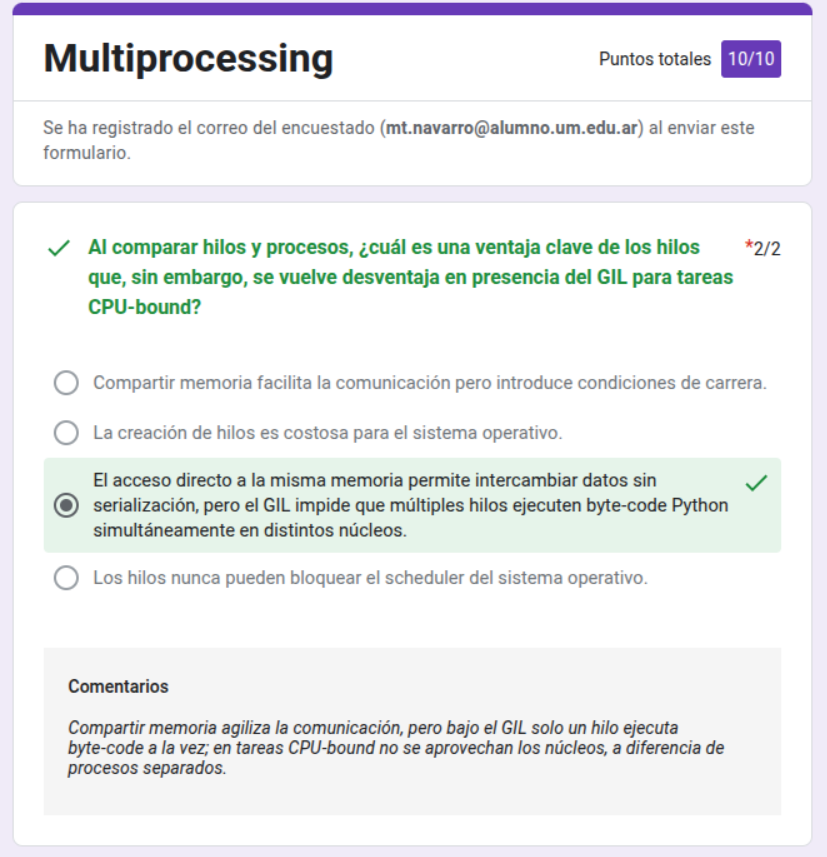 Multiprocessing
Puntos totales 10/10
Se ha registrado el correo del encuestado (mt.navarro@alumno.um.edu.ar) al enviar este
formulario.
Al comparar hilos y procesos, ¿cuál es una ventaja clave de los hilos
que, sin embargo, se vuelve desventaja en presencia del GIL para tareas
CPU-bound?
*2/2
Compartir memoria facilita la comunicación pero introduce condiciones de carrera.
La creación de hilos es costosa para el sistema operativo.
El acceso directo a la misma memoria permite intercambiar datos sin
serialización, pero el GIL impide que múltiples hilos ejecuten byte-code Python
simultáneamente en distintos núcleos.
Los hilos nunca pueden bloquear el scheduler del sistema operativo.
Comentarios
Compartir memoria agiliza la comunicación, pero bajo el GIL solo un hilo ejecuta
byte-code a la vez; en tareas CPU-bound no se aprovechan los núcleos, a diferencia de
procesos separados.